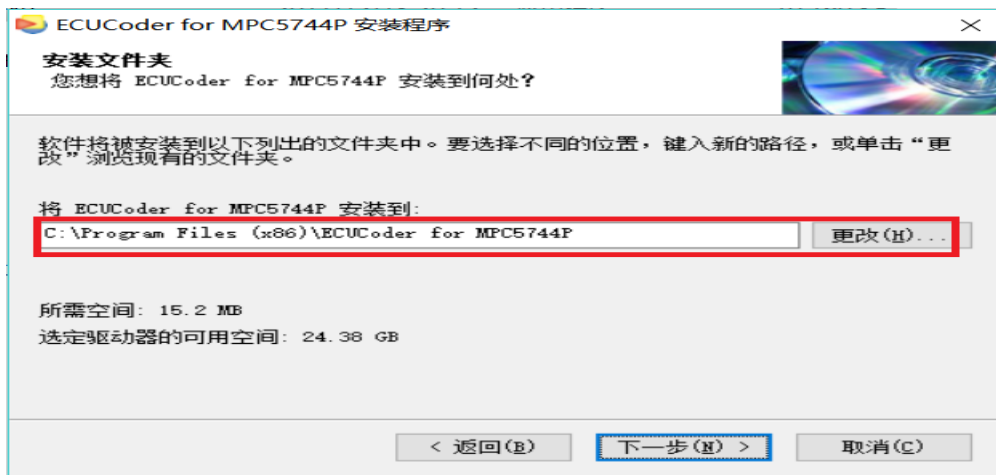 ECUCoder for MPC5744P 安装程序
安装文件夹
您想将 ECUCoder for MPC5744P 安装到何处?
软件将被安装到以下列出的文件夹中。要选择不同的位置，键入新的路径，或单击“更
改”浏览现有的文件夹。
将 ECUCoder for MPC5744P 安装到:
C:\Program Files (x86)\ECUCoder for MPC5744P
更改(H)...
所需空间: 15.2 MB
选定驱动器的可用空间: 24.38 GB
< 返回(B)
下一步(N) >
取消(C)